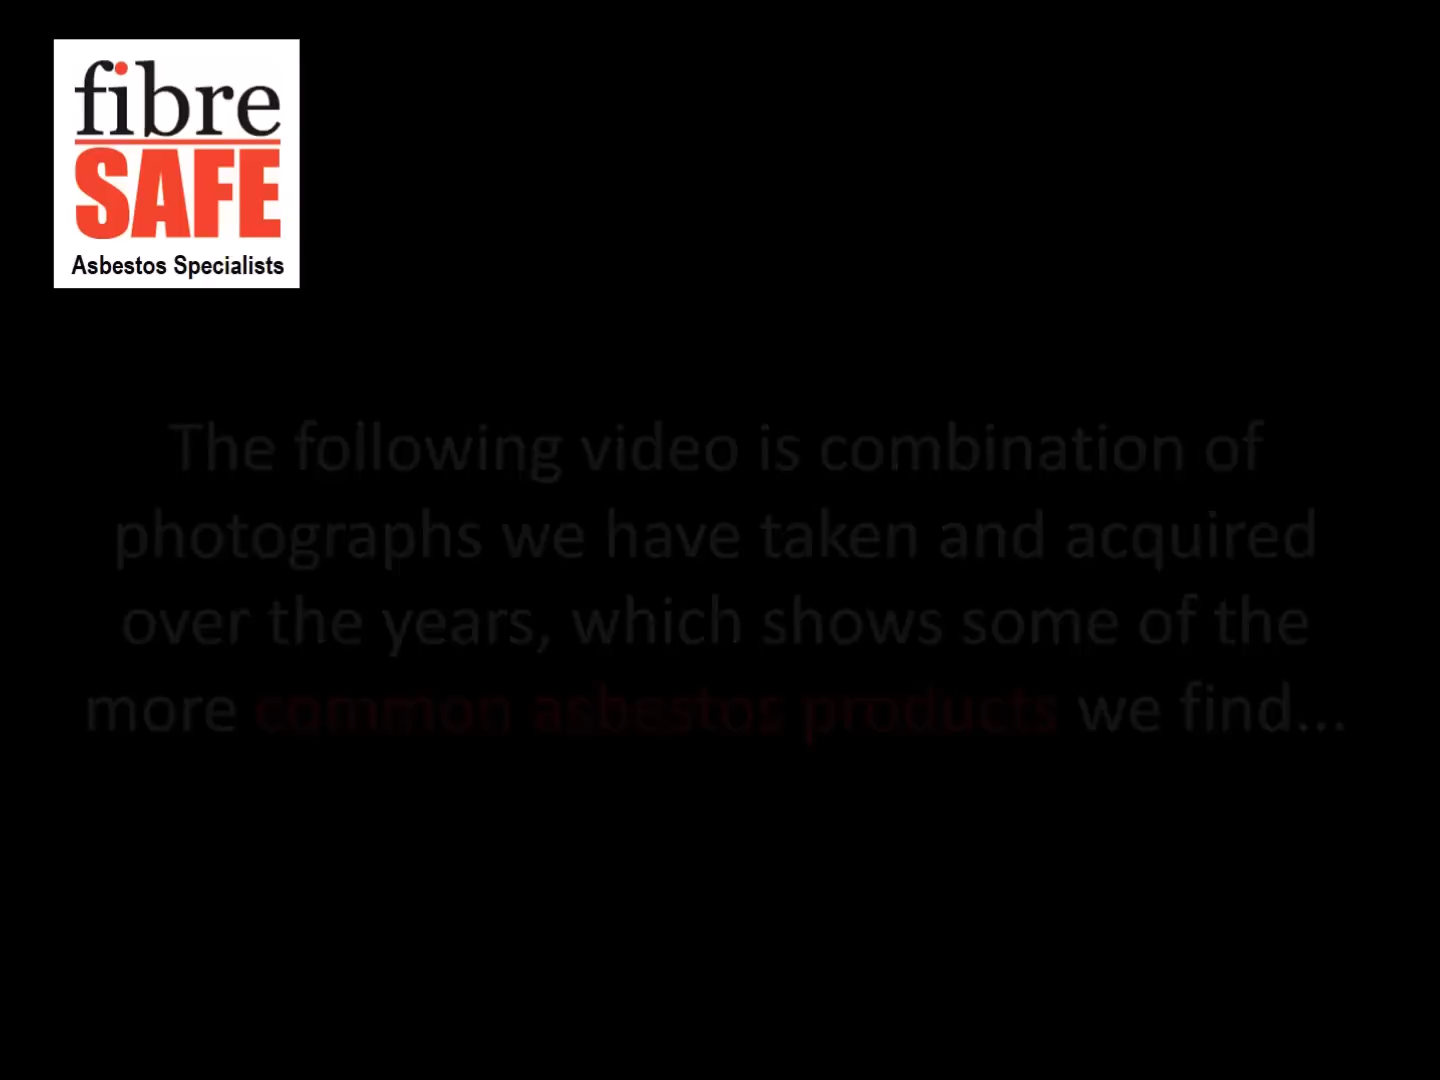 fibre
SAFE
Asbestos Specialists
The following video is combination of
photographs we have taken and acquired
over the years, which shows some of the
more common asbestos products we find...